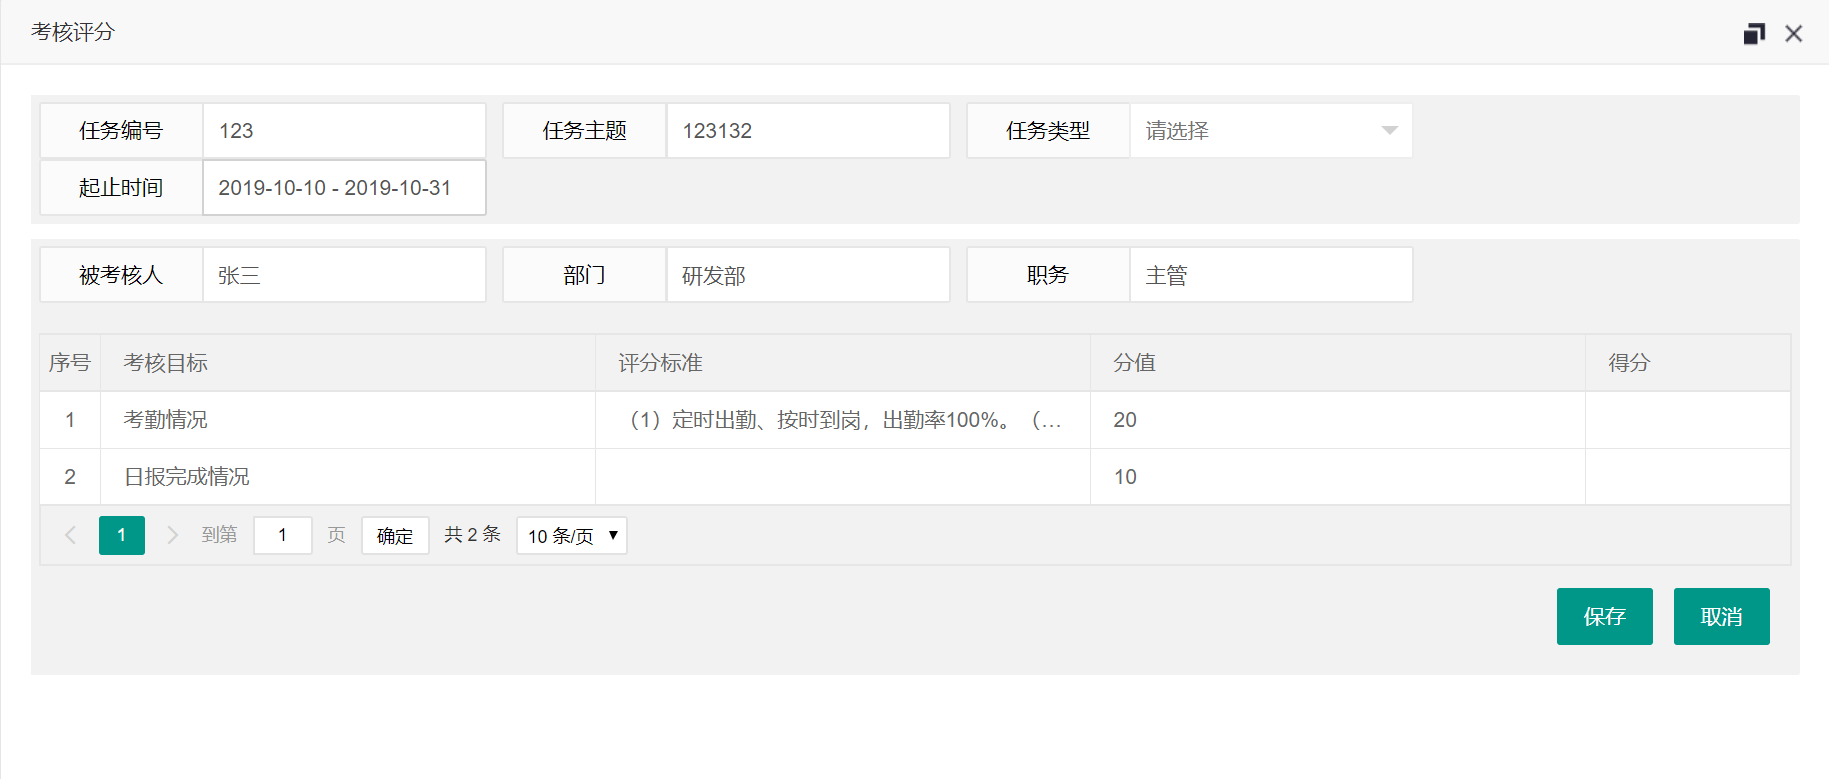 考核评分
任务编号 123 任务主题 123132 任务类型 请选择
起止时间 2019-10-10 - 2019-10-31
被考核人 张三 部门 研发部 职务 主管
序号 考核目标 评分标准 分值 得分
1 考勤情况 （1）定时出勤、按时到岗，出勤率100%。（... 20
2 日报完成情况 10
1 到第 1 页 确定 共 2 条 10 条/页
保存 取消